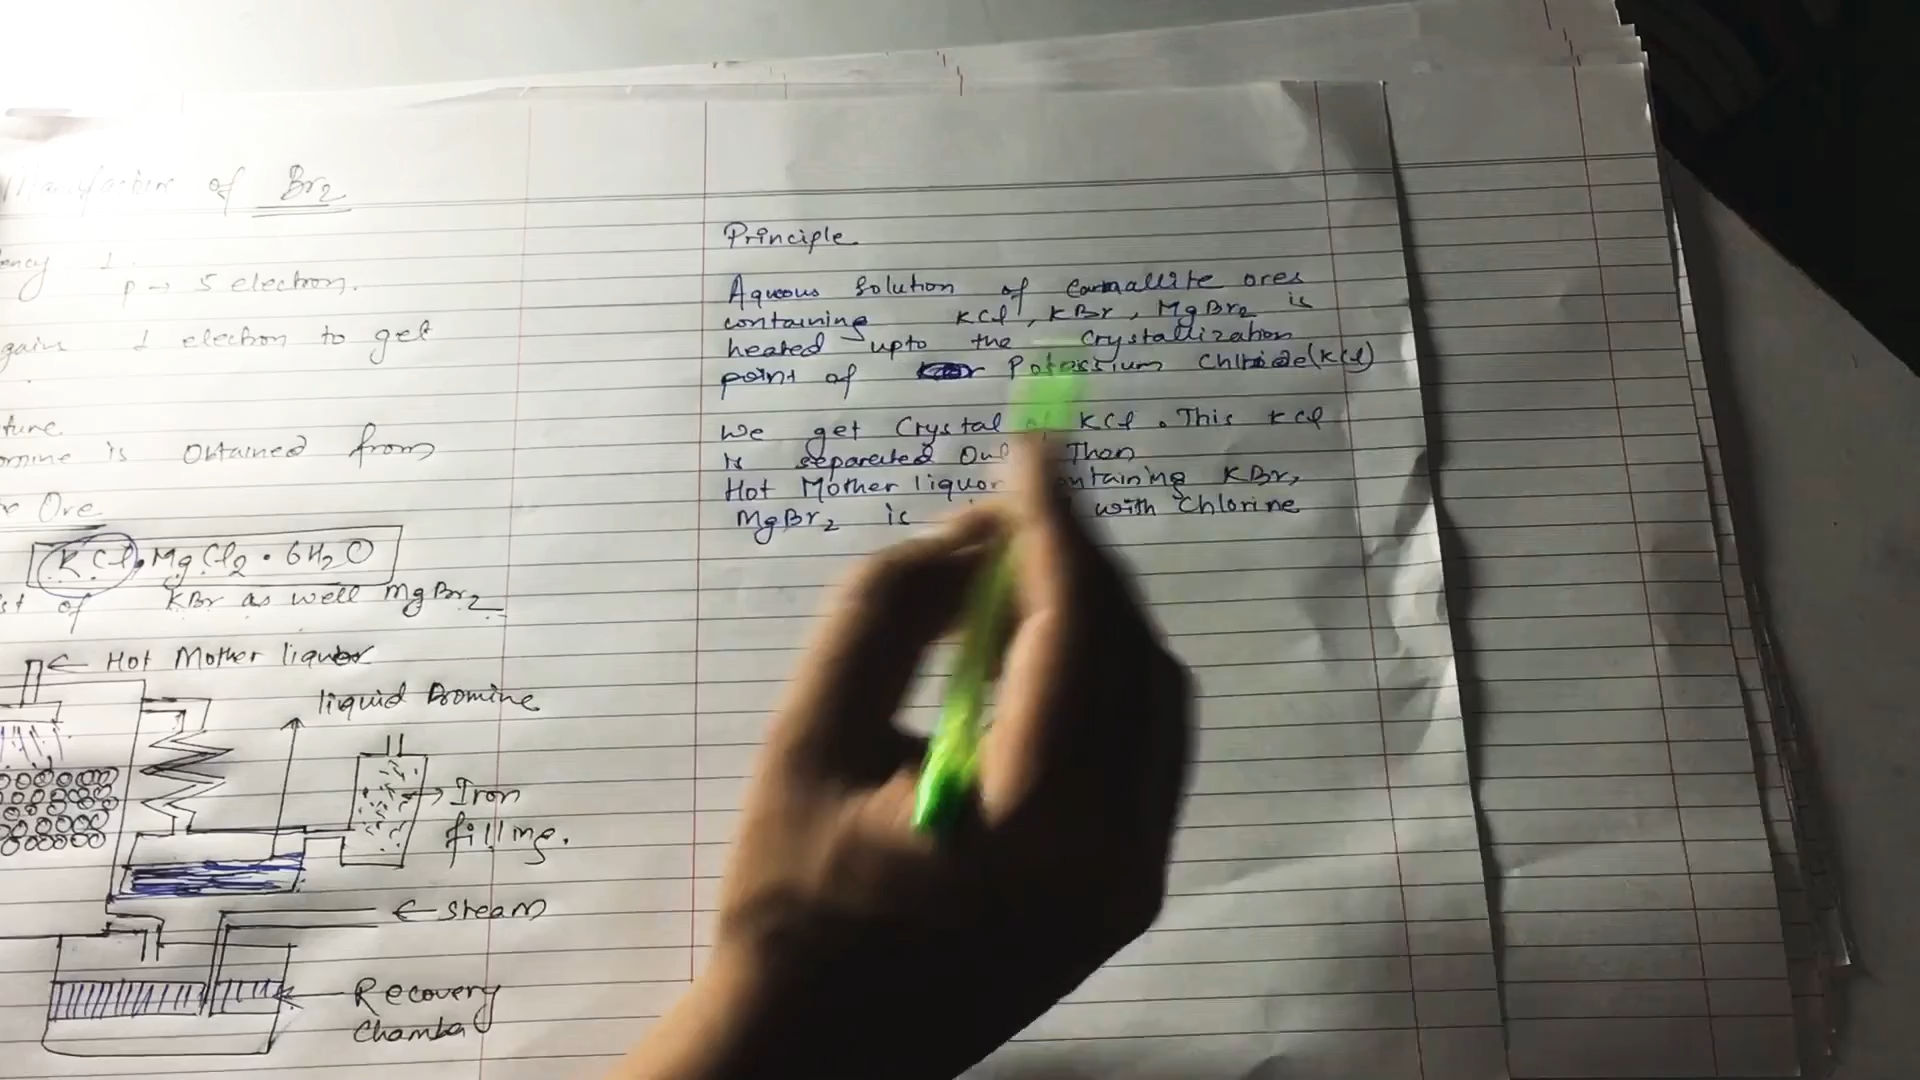 Manufacture of Br2
p → 5 electron.
gains 1 electron to get
is Obtained from
Ore
KCl.MgCl2.6H2O
of KBr as well MgBr2
← Hot Mother liquor
liquid Bromine
→ Iron
filling.
← Steam
Recovery
Chamber
Principle
Aqueous Solution of Carnallite ores
containing KCl, KBr, MgBr2 is
heated upto the Crystallization
point of Potassium Chloride (KCl)
We get Crystal of KCl. This KCl
is separated Out Than
Hot Mother liquor containing KBr,
MgBr2 is with Chlorine